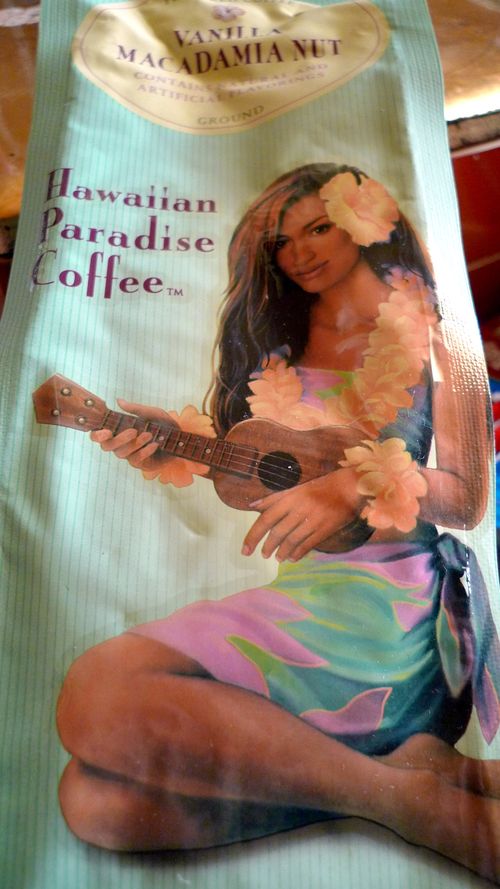 VANILLA
MACADAMIA NUT
CONTAINS NATURAL AND
ARTIFICIAL FLAVORINGS
GROUND
Hawaiian
Paradise
Coffee™